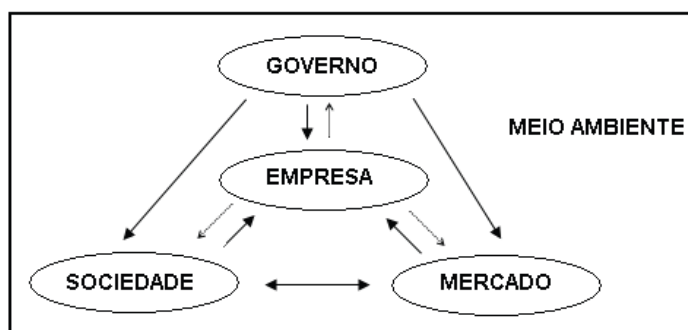 GOVERNO
MEIO AMBIENTE
EMPRESA
SOCIEDADE
MERCADO